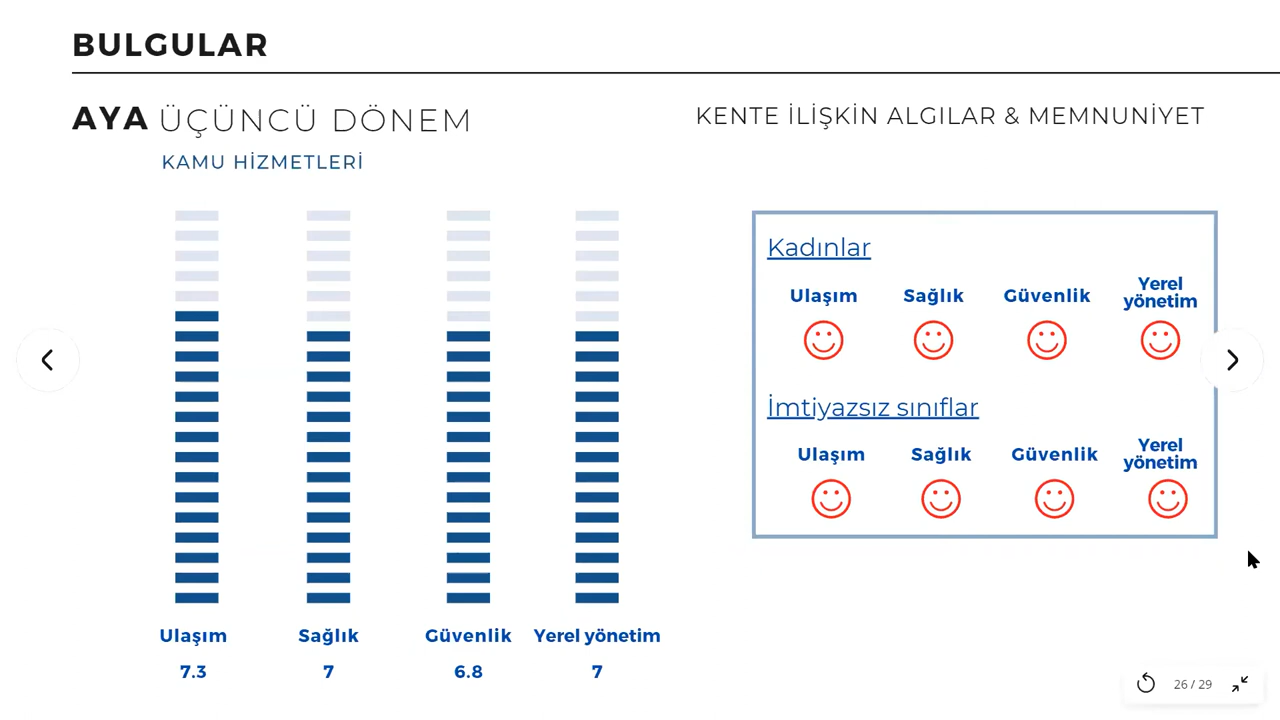 BULGULAR
AYA ÜÇÜNCÜ DÖNEM
KAMU HİZMETLERİ
KENTE İLİŞKİN ALGILAR & MEMNUNİYET
Ulaşım Sağlık Güvenlik Yerel yönetim
7.3 7 6.8 7
Kadınlar
Ulaşım Sağlık Güvenlik Yerel
yönetim
İmtiyazsız sınıflar
Ulaşım Sağlık Güvenlik Yerel
yönetim
26 / 29